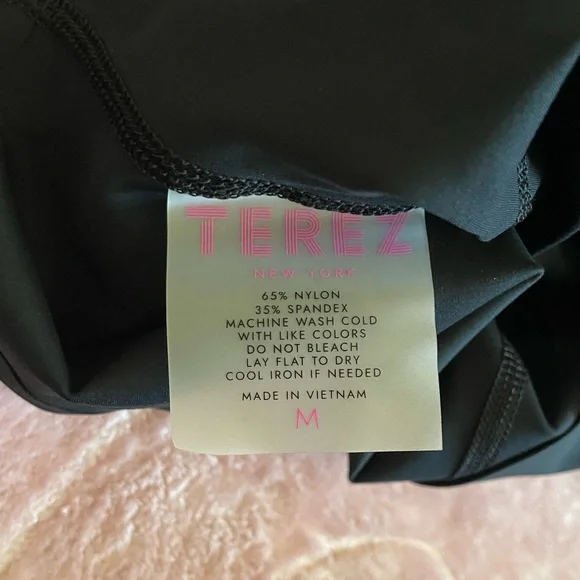 TEREZ
NEW YORK
65% NYLON
35% SPANDEX
MACHINE WASH COLD
WITH LIKE COLORS
DO NOT BLEACH
LAY FLAT TO DRY
COOL IRON IF NEEDED
MADE IN VIETNAM
M